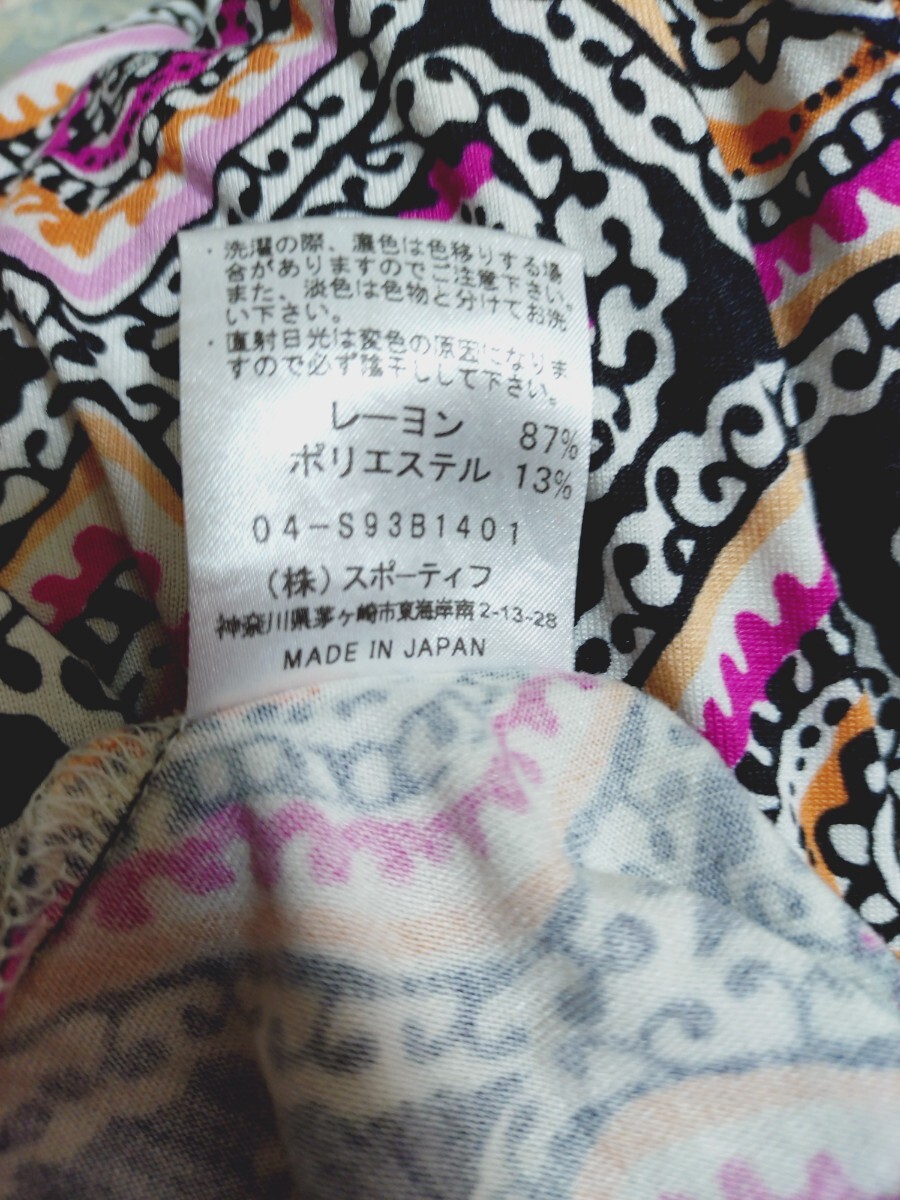 ・洗濯の際、濃色は色移りする場
合がありますのでご注意下さい。
また、淡色は色物と分けてお洗
い下さい。
・直射日光は変色の原因になりま
すので必ず陰干しして下さい。
レーヨン 87%
ポリエステル 13%
04-S93B1401
(株)スポーティフ
神奈川県茅ヶ崎市東海岸南2-13-28
MADE IN JAPAN